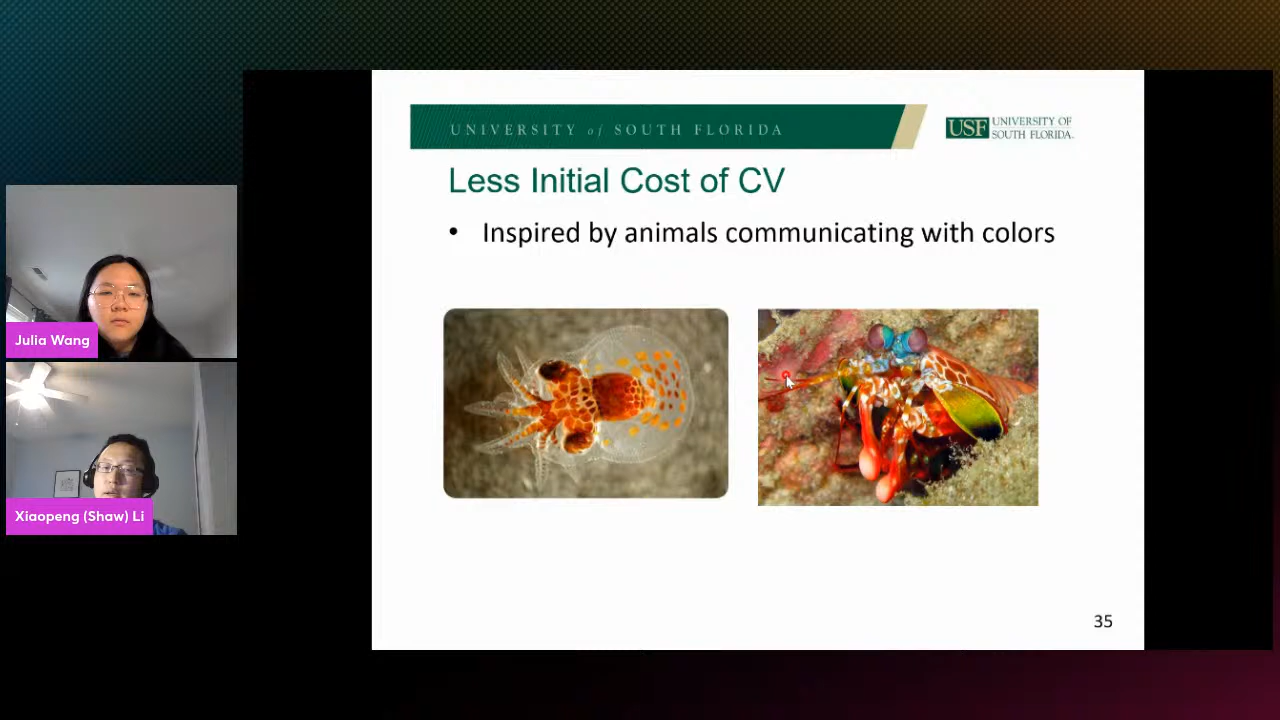 UNIVERSITY of SOUTH FLORIDA
USF UNIVERSITY OF
SOUTH FLORIDA.
Less Initial Cost of CV
• Inspired by animals communicating with colors
Julia Wang
Xiaopeng (Shaw) Li
35